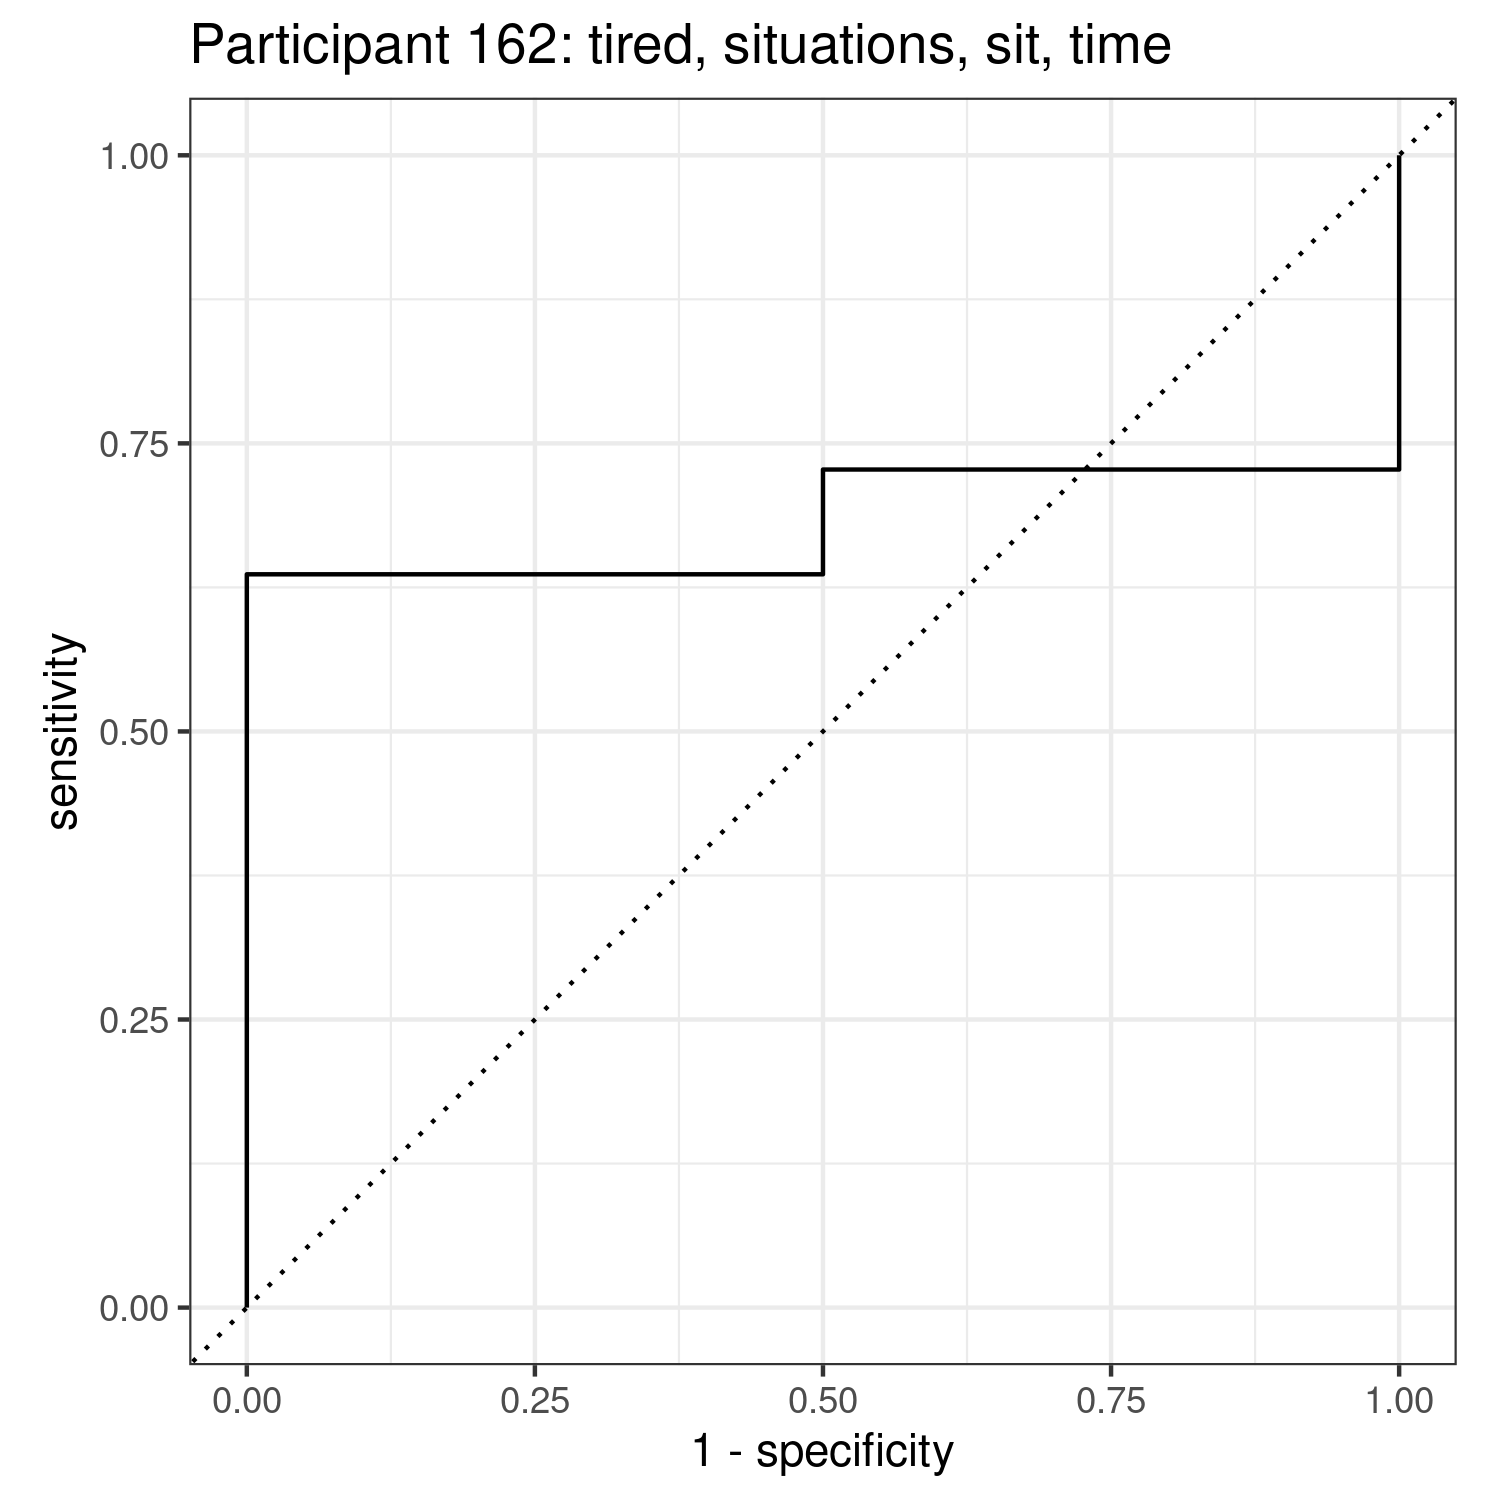 Participant 162: tired, situations, sit, time
1.00
0.75
0.50
0.25
0.00
sensitivity
0.00 0.25 0.50 0.75 1.00
1 - specificity